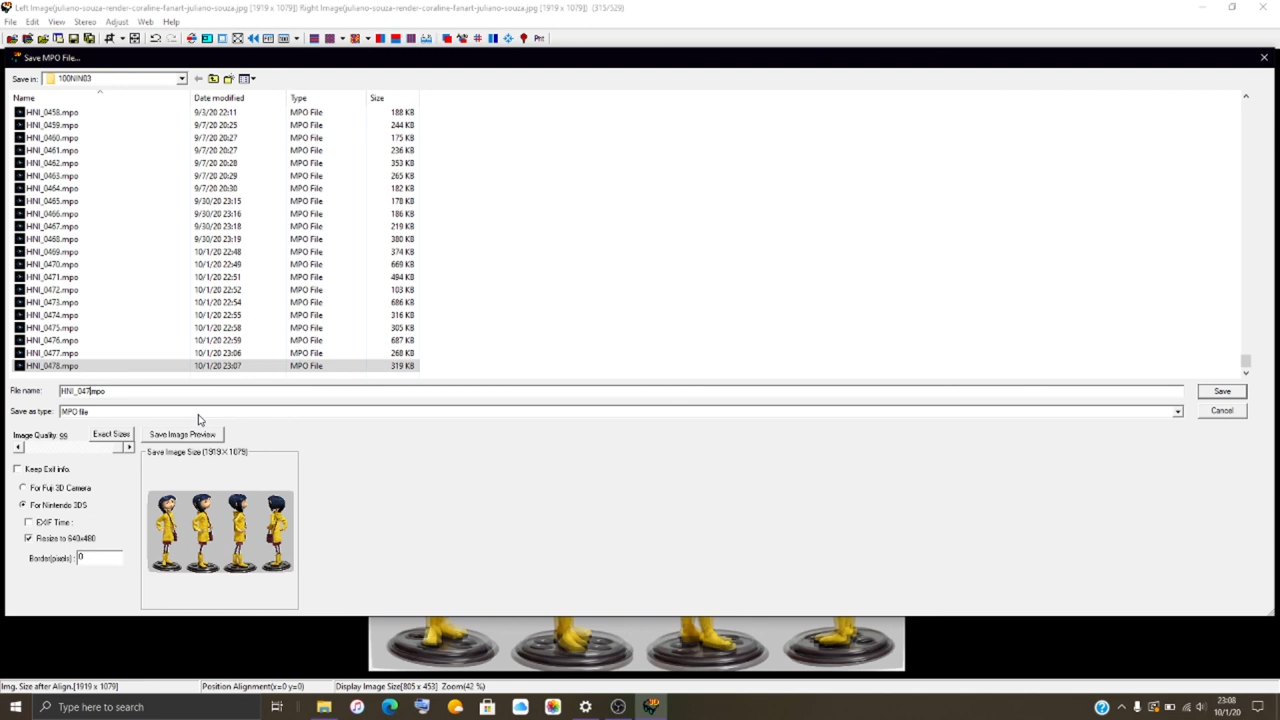 Left Image(juliano-souza-render-coraline-fanart-juliano-souza.jpg [1919 x 1079]) Right Image(juliano-souza-render-coraline-fanart-juliano-souza.jpg [1919 x 1079]) (315/529)
File Edit View Stereo Adjust Web Help
Pre
Save MPO File...
Save in: 100NIN03
Name Date modified Type Size
HNI_0458.mpo 9/3/20 22:11 MPO File 188 KB
HNI_0459.mpo 9/7/20 20:25 MPO File 244 KB
HNI_0460.mpo 9/7/20 20:27 MPO File 175 KB
HNI_0461.mpo 9/7/20 20:27 MPO File 236 KB
HNI_0462.mpo 9/7/20 20:28 MPO File 353 KB
HNI_0463.mpo 9/7/20 20:29 MPO File 265 KB
HNI_0464.mpo 9/7/20 20:30 MPO File 182 KB
HNI_0465.mpo 9/30/20 23:15 MPO File 178 KB
HNI_0466.mpo 9/30/20 23:16 MPO File 186 KB
HNI_0467.mpo 9/30/20 23:18 MPO File 219 KB
HNI_0468.mpo 9/30/20 23:19 MPO File 380 KB
HNI_0469.mpo 10/1/20 22:48 MPO File 374 KB
HNI_0470.mpo 10/1/20 22:49 MPO File 669 KB
HNI_0471.mpo 10/1/20 22:51 MPO File 494 KB
HNI_0472.mpo 10/1/20 22:52 MPO File 103 KB
HNI_0473.mpo 10/1/20 22:54 MPO File 686 KB
HNI_0474.mpo 10/1/20 22:55 MPO File 316 KB
HNI_0475.mpo 10/1/20 22:58 MPO File 305 KB
HNI_0476.mpo 10/1/20 22:59 MPO File 687 KB
HNI_0477.mpo 10/1/20 23:06 MPO File 268 KB
HNI_0478.mpo 10/1/20 23:07 MPO File 319 KB
File name: HNI_047mpo Save
Save as type: MPO file Cancel
Image Quality: 99 Exact Sizes Save Image Preview
Save Image Size (1919×1079)
Keep Exif info.
For Fuji 3D Camera
For Nintendo 3DS
EXIF Time :
Resize to 640x480
Border(pixels) : 0
Img. Size after Align.[1919 x 1079] Position Alignment(x=0 y=0) Display Image Size[805 x 453] Zoom(42 %)
Type here to search
23:08
10/1/20